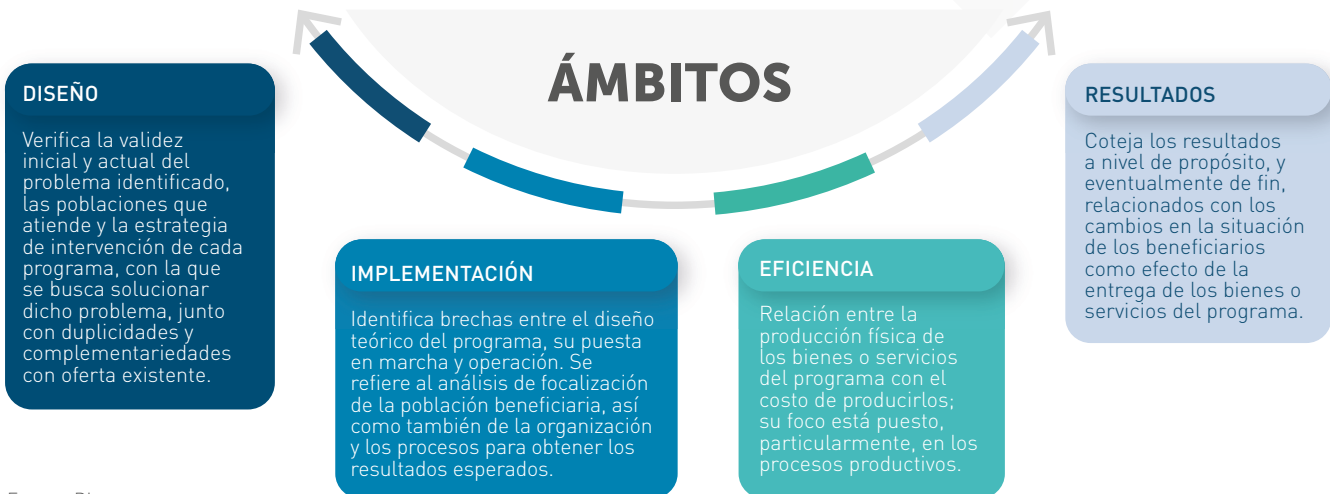 ÁMBITOS
DISEÑO
Verifica la validez
inicial y actual del
problema identificado,
las poblaciones que
atiende y la estrategia
de intervención de cada
programa, con la que
se busca solucionar
dicho problema, junto
con duplicidades y
complementariedades
con oferta existente.
IMPLEMENTACIÓN
Identifica brechas entre el diseño
teórico del programa, su puesta
en marcha y operación. Se
refiere al análisis de focalización
de la población beneficiaria, así
como también de la organización
y los procesos para obtener los
resultados esperados.
EFICIENCIA
Relación entre la
producción física de
los bienes o servicios
del programa con el
costo de producirlos;
su foco está puesto,
particularmente, en los
procesos productivos.
RESULTADOS
Coteja los resultados
a nivel de propósito, y
eventualmente de fin,
relacionados con los
cambios en la situación
de los beneficiarios
como efecto de la
entrega de los bienes o
servicios del programa.